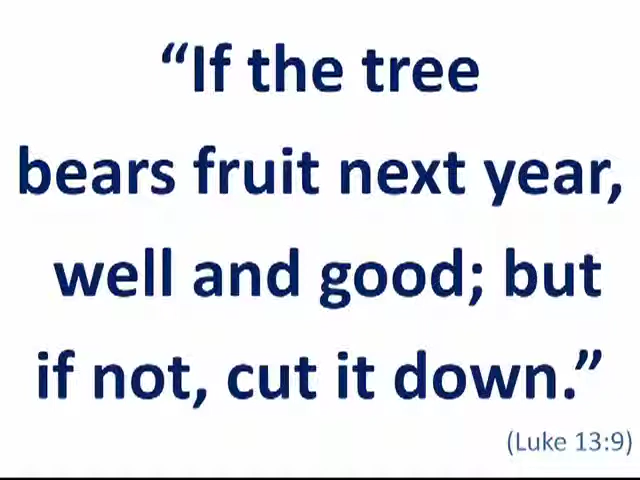 “If the tree
bears fruit next year,
well and good; but
if not, cut it down.”
(Luke 13:9)